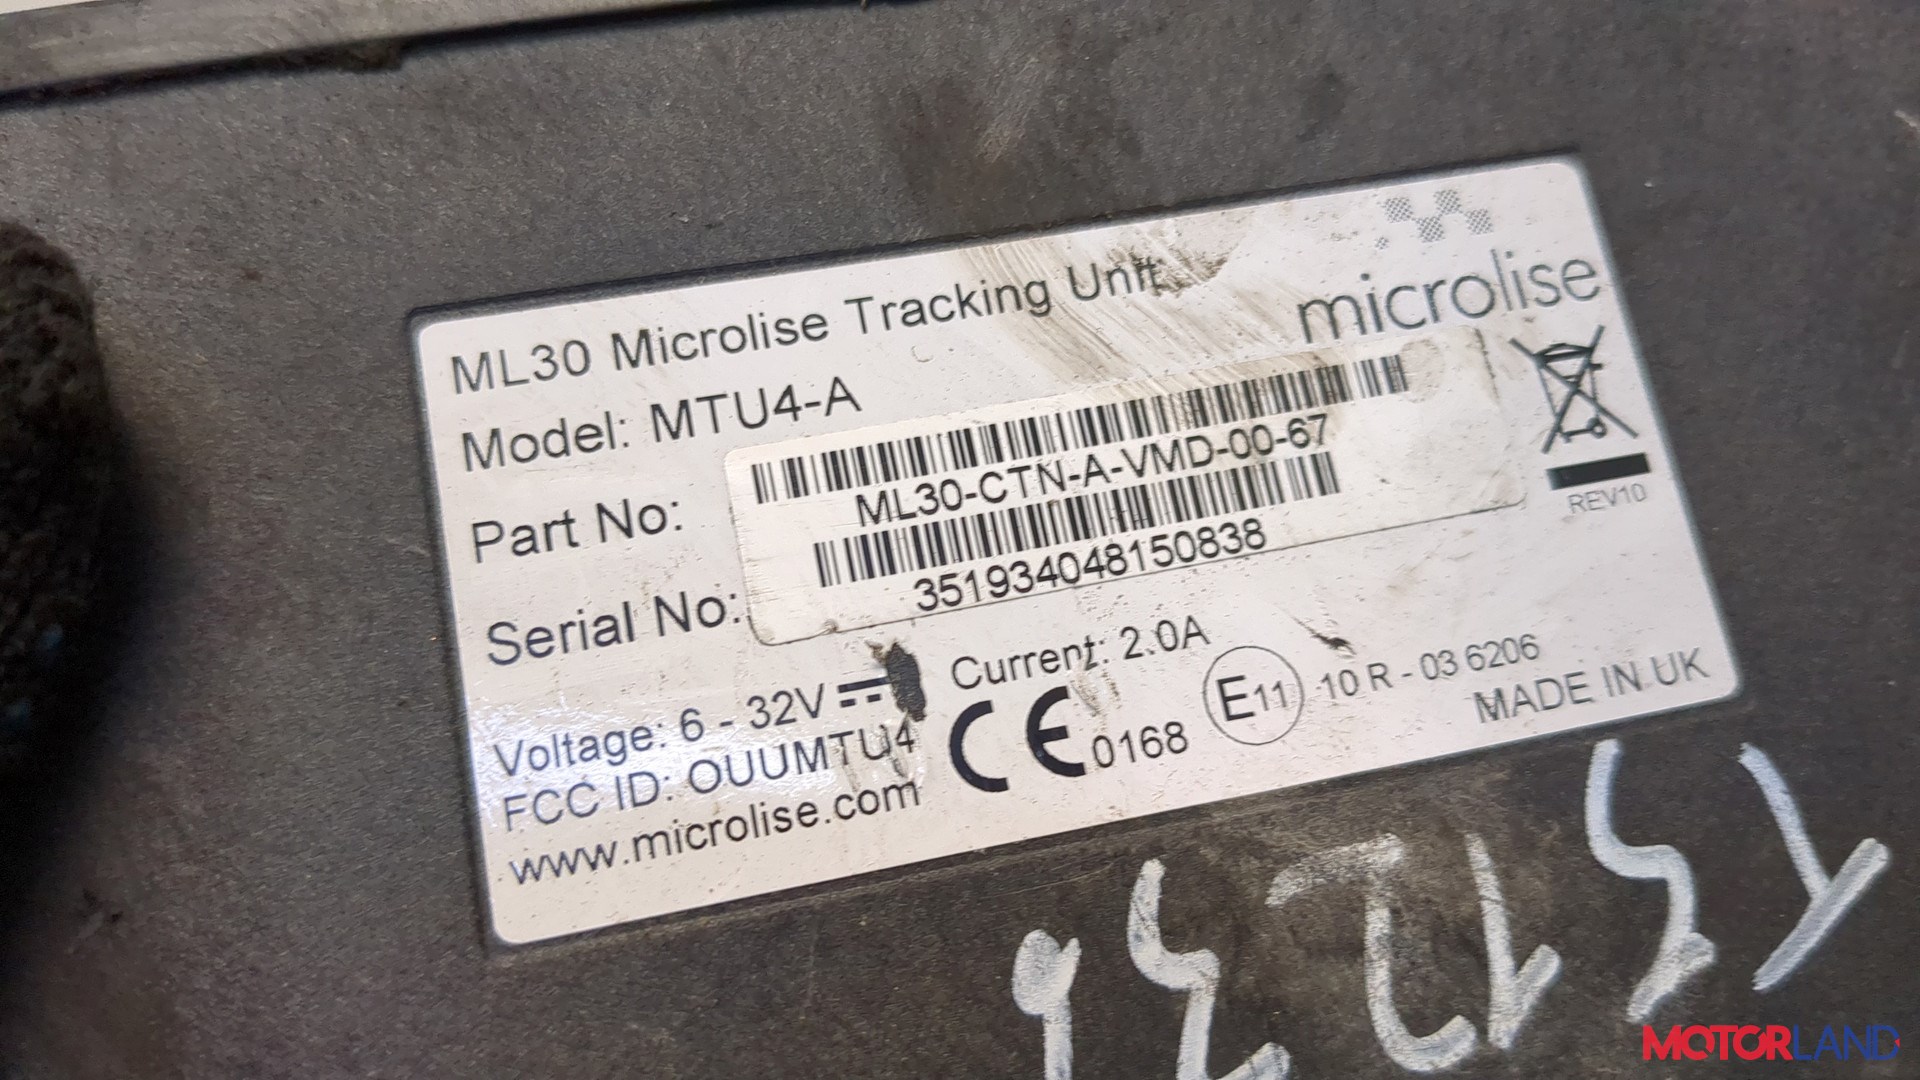 microlise
ML30 Microlise Tracking Unit
Model: MTU4-A
Part No: ML30-CTN-A-VMD-00-67
Serial No: 351934048150838
REV10
Voltage: 6 - 32V Current: 2.0A
FCC ID: OUUMTU4
www.microlise.com
CE 0168
E11 10 R - 03 6206
MADE IN UK
MOTORLAND